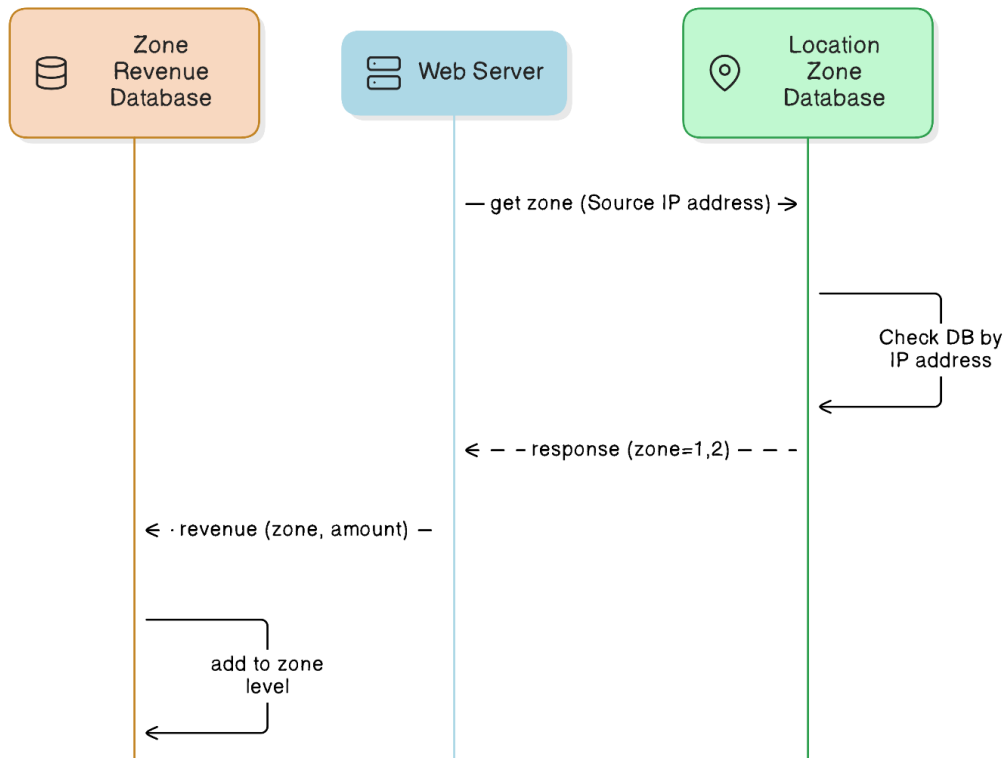 Zone
Revenue
Database
Web Server
Location
Zone
Database
get zone (Source IP address)
Check DB by
IP address
response (zone=1,2)
revenue (zone, amount)
add to zone
level